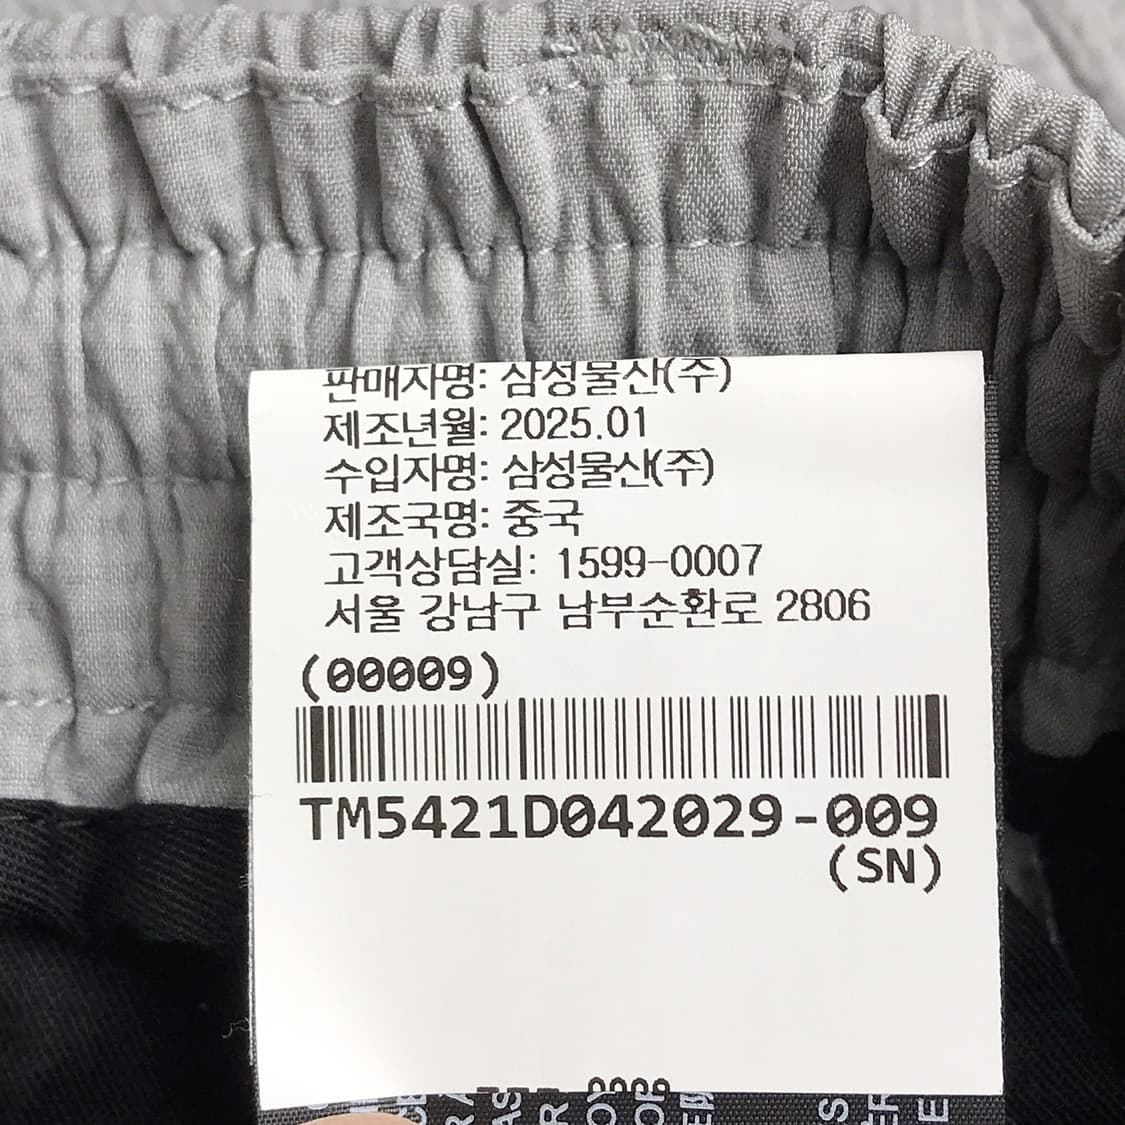 판매자명: 삼성물산(주)
제조년월: 2025.01
수입자명: 삼성물산(주)
제조국명: 중국
고객상담실: 1599-0007
서울 강남구 남부순환로 2806
(00009)
TM5421D042029-009
(SN)